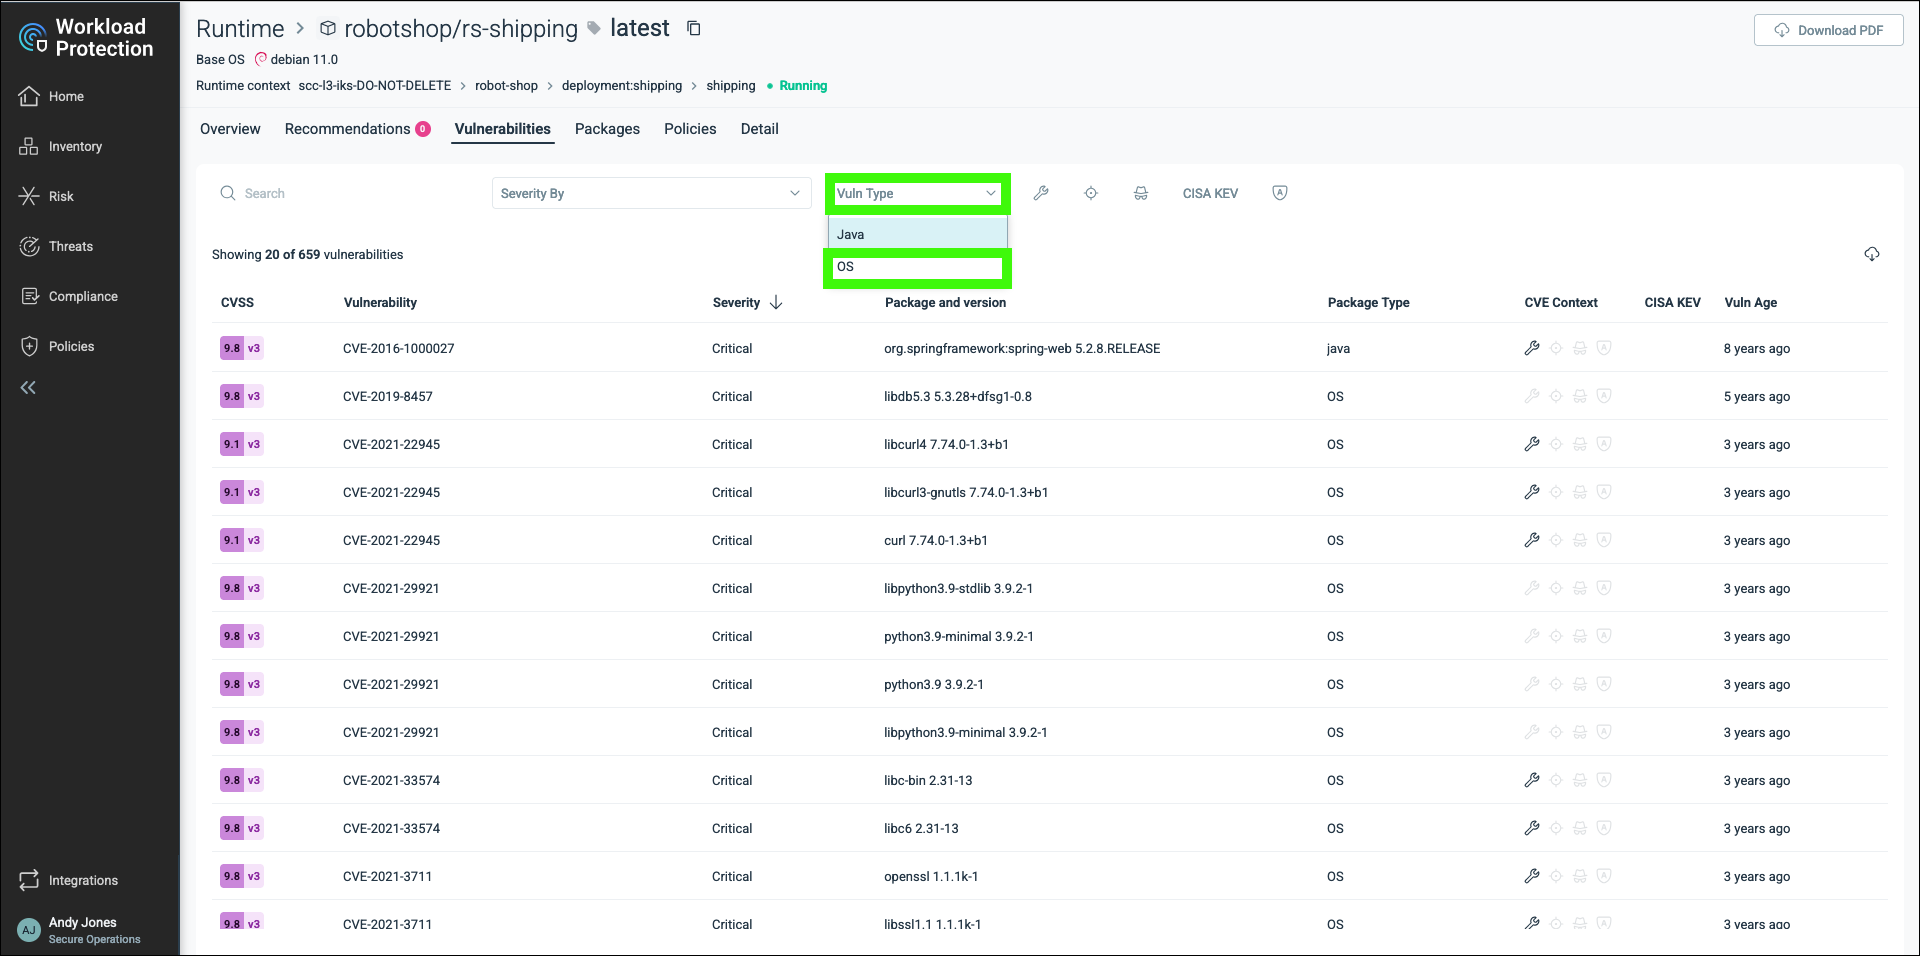 Workload
Protection
Home
Inventory
Risk
Threats
Compliance
Policies
Integrations
AJ
Andy Jones
Secure Operations
Runtime > robotshop/rs-shipping latest
Download PDF
Base OS debian 11.0
Runtime context scc-l3-iks-DO-NOT-DELETE > robot-shop > deployment:shipping > shipping • Running
Overview Recommendations 0 Vulnerabilities Packages Policies Detail
Search Severity By Vuln Type CISA KEV A
Java
OS
Showing 20 of 659 vulnerabilities
CVSS Vulnerability Severity Package and version Package Type CVE Context CISA KEV Vuln Age
9.8 v3 CVE-2016-1000027 Critical org.springframework:spring-web 5.2.8.RELEASE java A 8 years ago
9.8 v3 CVE-2019-8457 Critical libdb5.3 5.3.28+dfsg1-0.8 OS A 5 years ago
9.1 v3 CVE-2021-22945 Critical libcurl4 7.74.0-1.3+b1 OS A 3 years ago
9.1 v3 CVE-2021-22945 Critical libcurl3-gnutls 7.74.0-1.3+b1 OS A 3 years ago
9.1 v3 CVE-2021-22945 Critical curl 7.74.0-1.3+b1 OS A 3 years ago
9.8 v3 CVE-2021-29921 Critical libpython3.9-stdlib 3.9.2-1 OS A 3 years ago
9.8 v3 CVE-2021-29921 Critical python3.9-minimal 3.9.2-1 OS A 3 years ago
9.8 v3 CVE-2021-29921 Critical python3.9 3.9.2-1 OS A 3 years ago
9.8 v3 CVE-2021-29921 Critical libpython3.9-minimal 3.9.2-1 OS A 3 years ago
9.8 v3 CVE-2021-33574 Critical libc-bin 2.31-13 OS A 3 years ago
9.8 v3 CVE-2021-33574 Critical libc6 2.31-13 OS A 3 years ago
9.8 v3 CVE-2021-3711 Critical openssl 1.1.1k-1 OS A 3 years ago
9.8 v3 CVE-2021-3711 Critical libssl1.1 1.1.1k-1 OS A 3 years ago